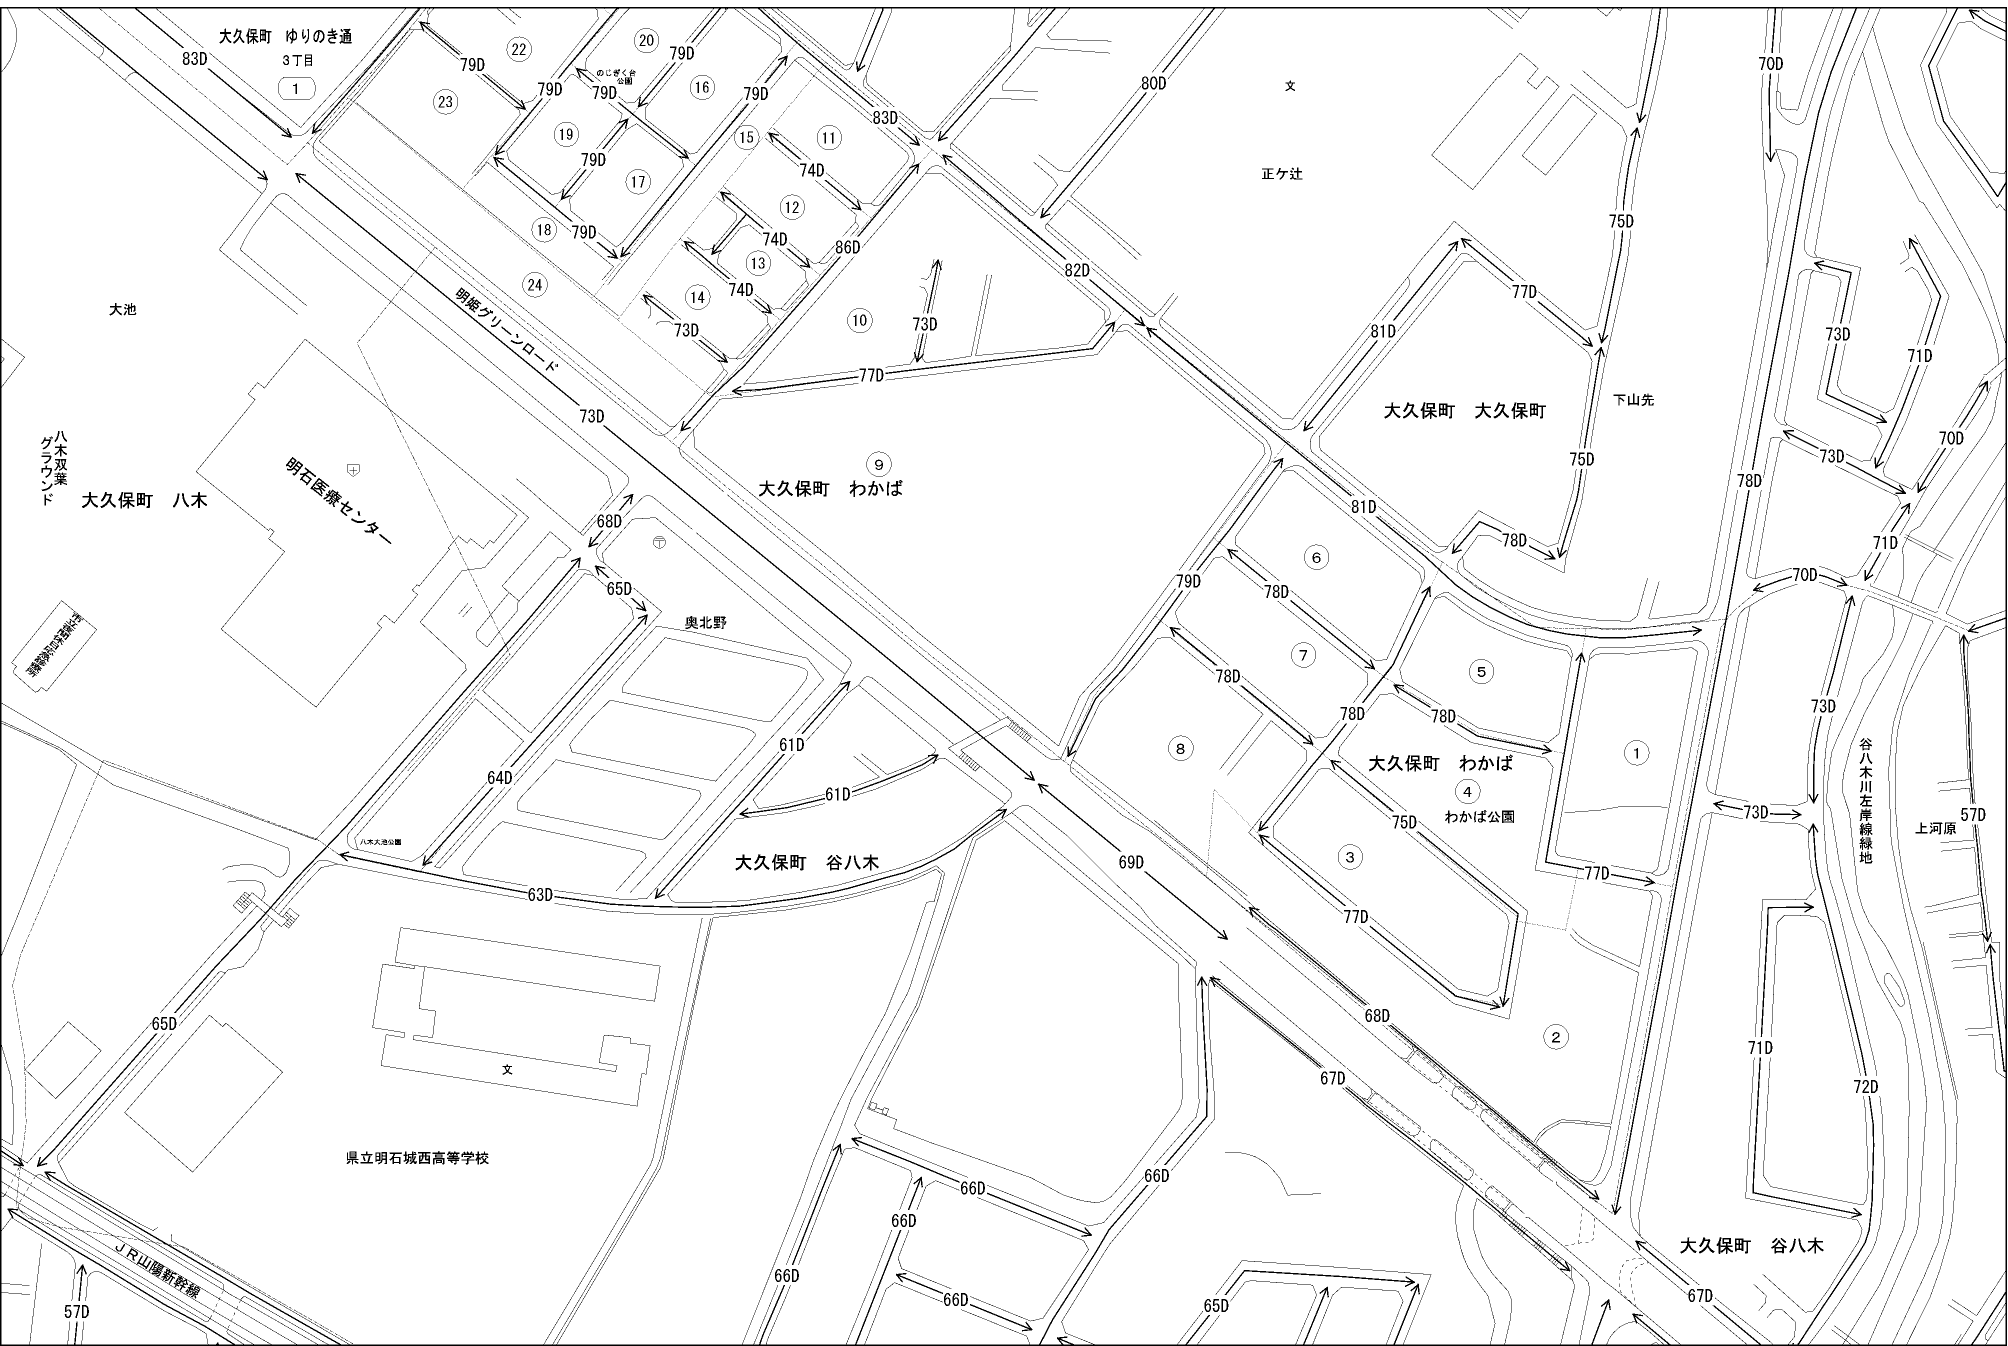 83D
大久保町　ゆりのき通
3丁目
1
79D
22
20
79D
のじぎく台
公園
79D
79D
23
16
79D
19
79D
17
15
83D
11
74D
12
18
79D
24
74D
86D
13
14
74D
73D
10
73D
77D
82D
80D
文
正ケ辻
75D
70D
77D
81D
大久保町　大久保町
下山先
75D
73D
71D
70D
73D
78D
71D
70D
大池
明姫グリーンロード
73D
八木双葉
グラウンド
大久保町　八木
明石医療センター
68D
65D
奥北野
9
大久保町　わかば
81D
78D
6
79D
78D
7
78D
5
78D
78D
8
1
大久保町　わかば
4
わかば公園
75D
73D
73D
谷八木川左岸線緑地
上河原
57D
61D
64D
61D
八木大池公園
大久保町　谷八木
63D
69D
3
77D
77D
68D
2
67D
71D
72D
65D
文
県立明石城西高等学校
66D
66D
66D
66D
66D
65D
大久保町　谷八木
67D
JR山陽新幹線
57D